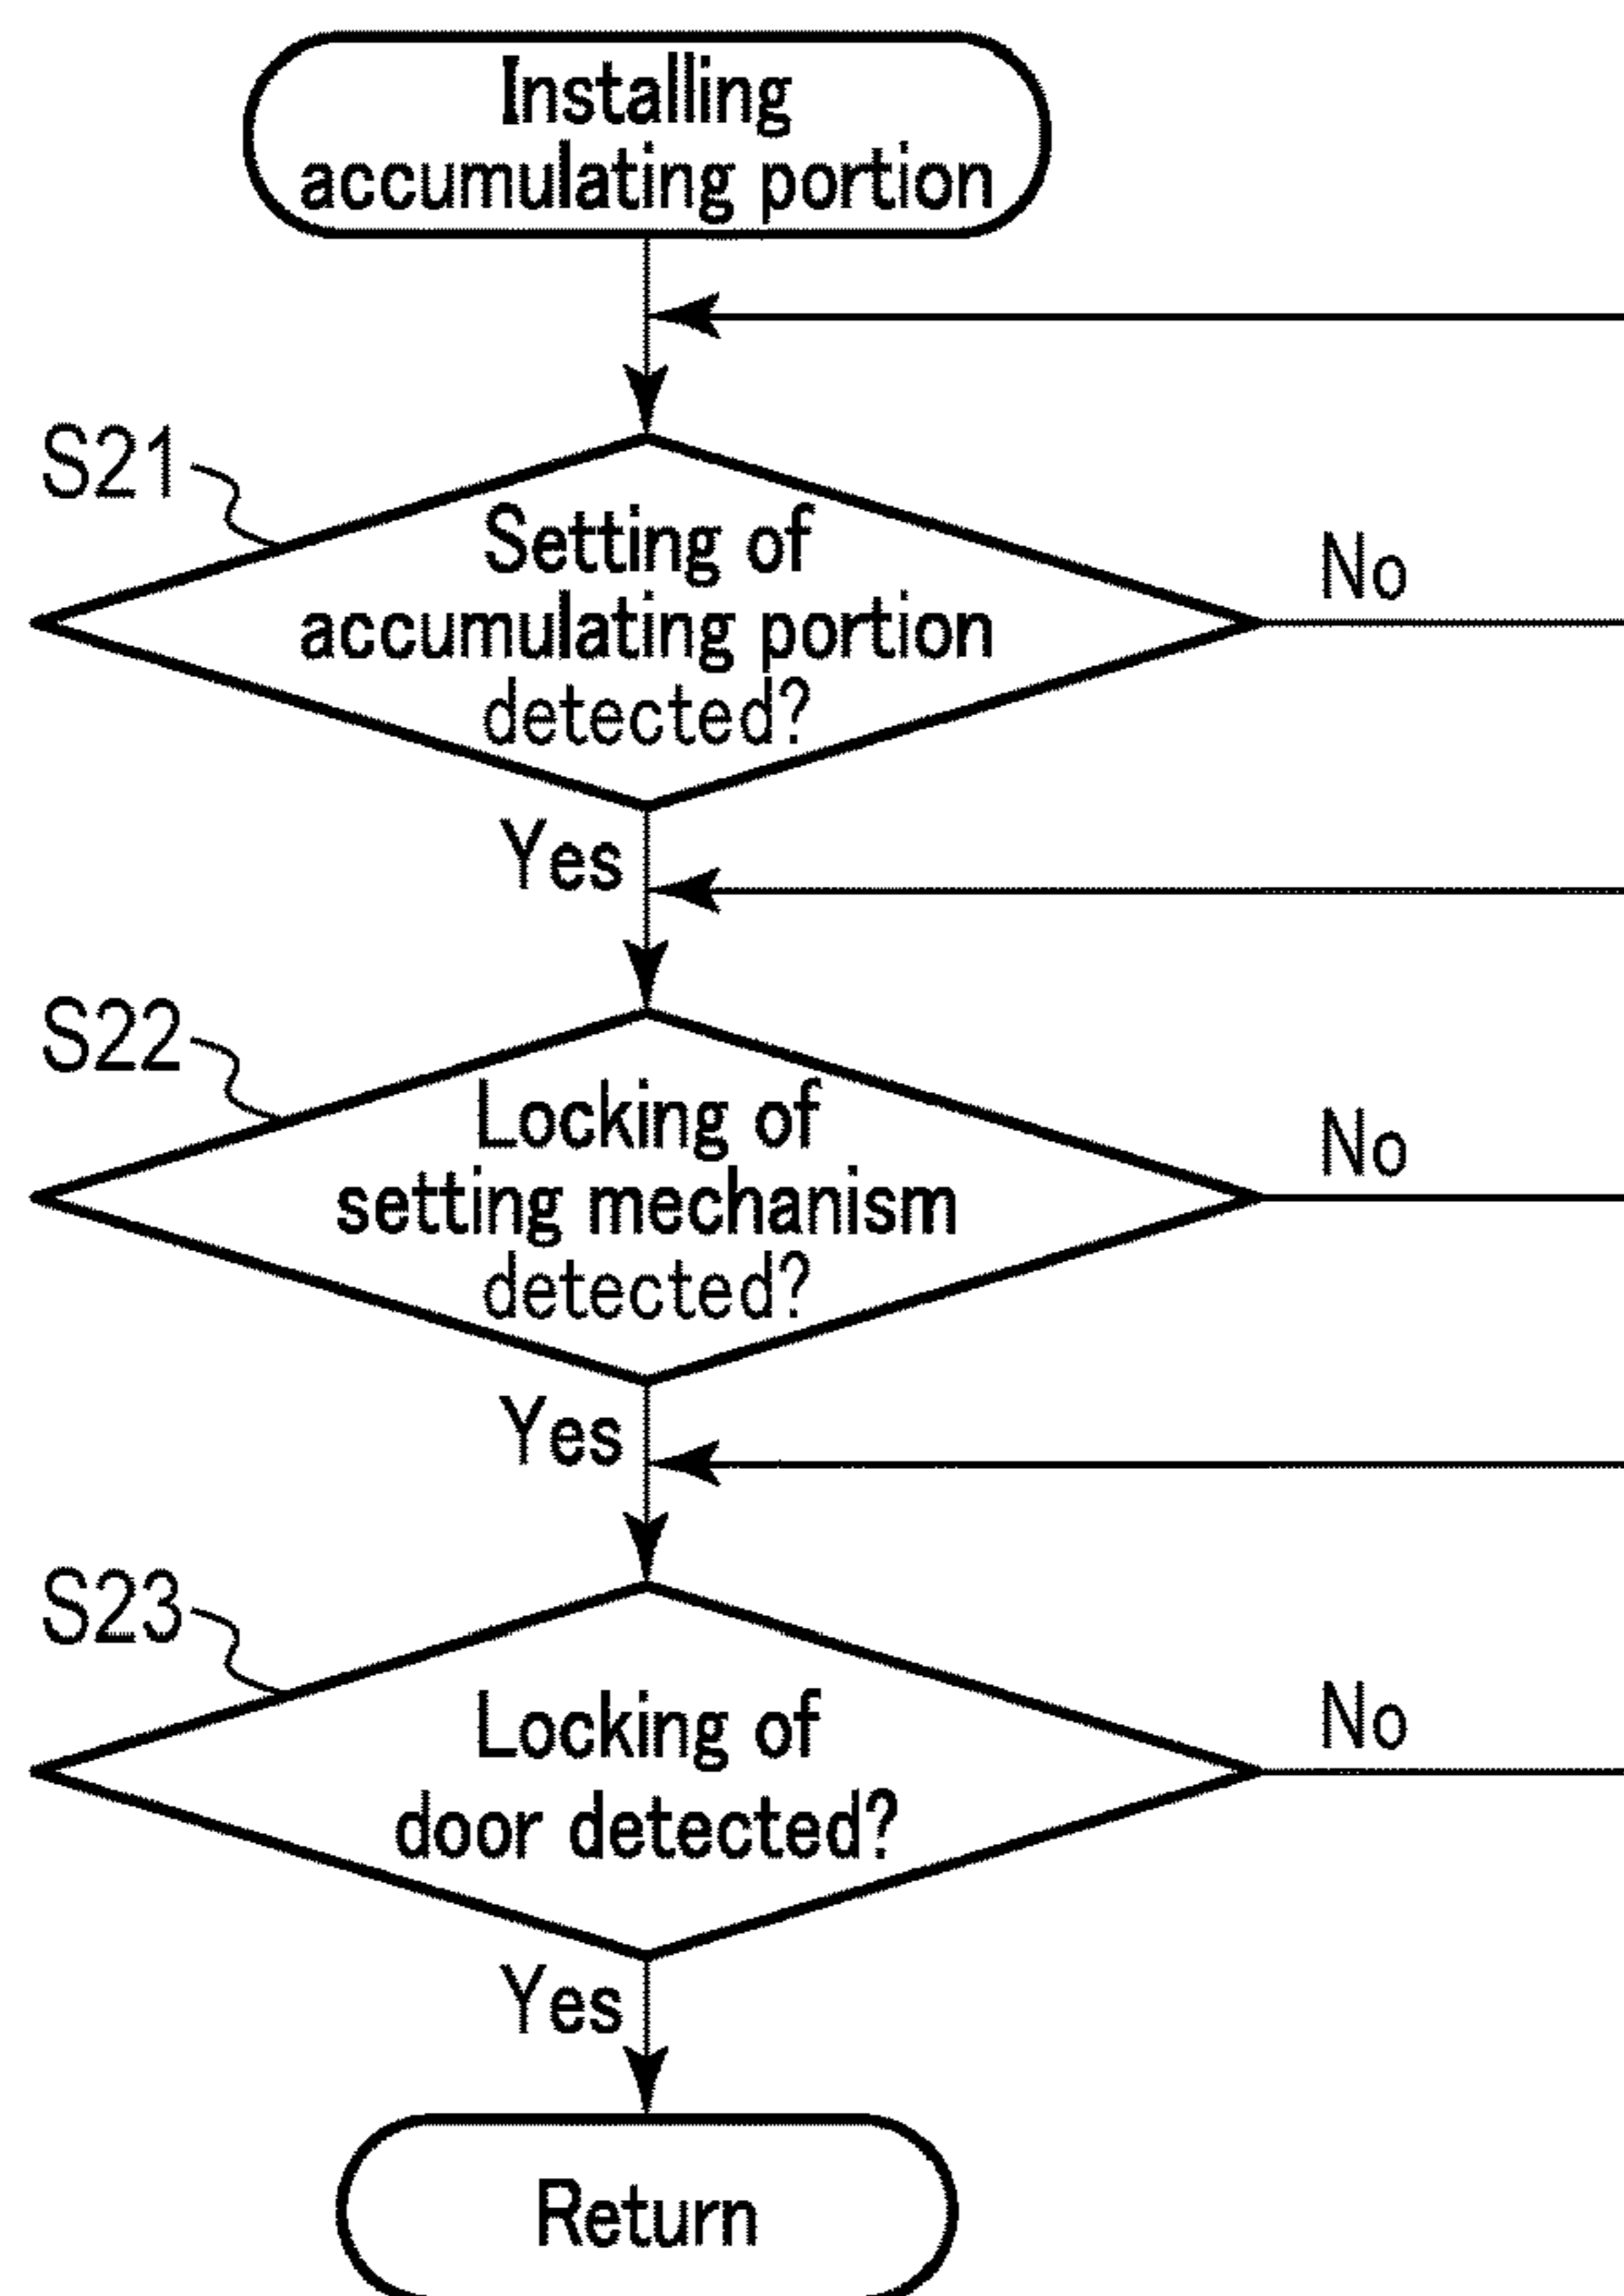 Installing
accumulating portion
S21
Setting of
accumulating portion
detected?
No
Yes
S22
Locking of
setting mechanism
detected?
No
Yes
S23
Locking of
door detected?
No
Yes
Return